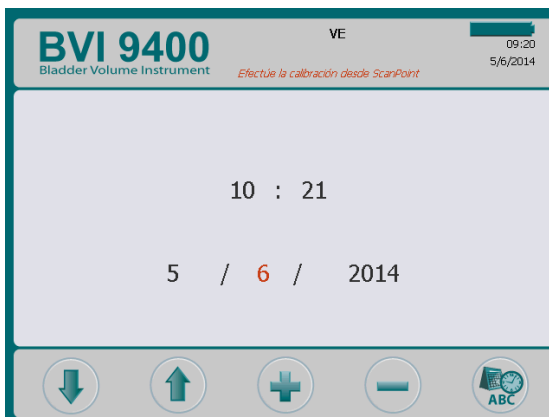 BVI 9400
Bladder Volume Instrument
VE
Efectúe la calibración desde ScanPoint
09:20
5/6/2014
10 : 21
5 / 6 / 2014
ABC